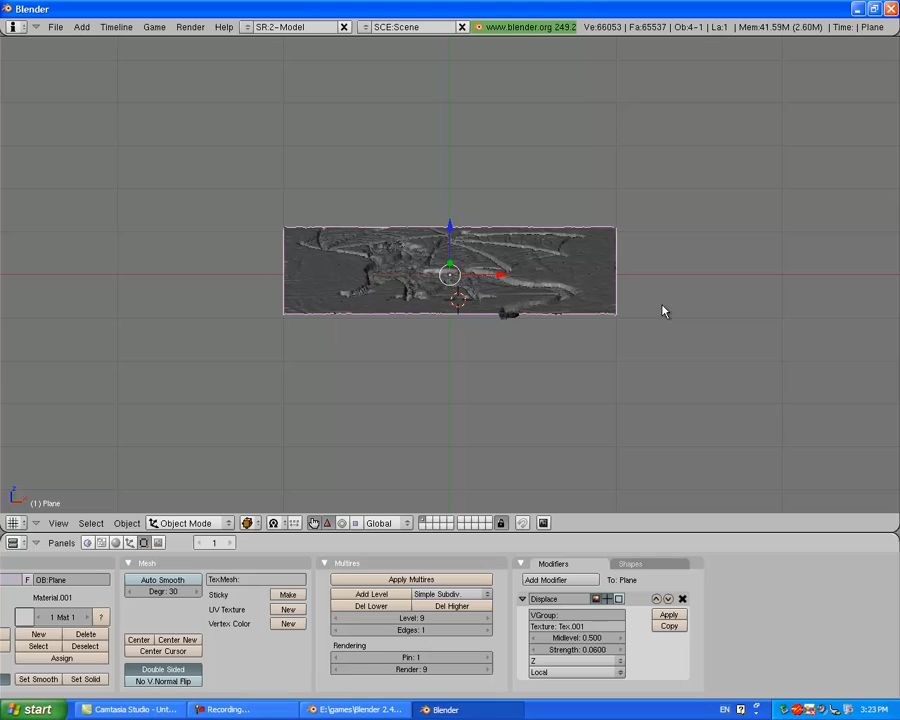 Blender
File Add Timeline Game Render Help SR:2-Model SCE:Scene www.blender.org 249.2 Ve:66053 | Fa:65537 | Ob:4-1 | La:1 | Mem:41.59M (2.60M) | Time: | Plane
z
x
(1) Plane
View Select Object Object Mode Global
Panels 1
Mesh Multires Modifiers Shapes
F OB:Plane Auto Smooth TexMesh: Apply Multires Add Modifier To: Plane
Degr: 30
Material.001 Sticky Make Add Level Simple Subdiv. Displace
1 Mat 1 ? UV Texture New Del Lower Del Higher VGroup: Apply
Vertex Color New Level: 9 Texture: Tex.001 Copy
New Delete Center Center New Edges: 1 Midlevel: 0.500
Select Deselect Center Cursor Rendering Strength: 0.0600
Assign Pin: 1 Z
Double Sided Render: 9 Local
Set Smooth Set Solid No V.Normal Flip
start Camtasia Studio - Unt... Recording... E:\games\Blender 2.4... Blender EN ? 3:23 PM